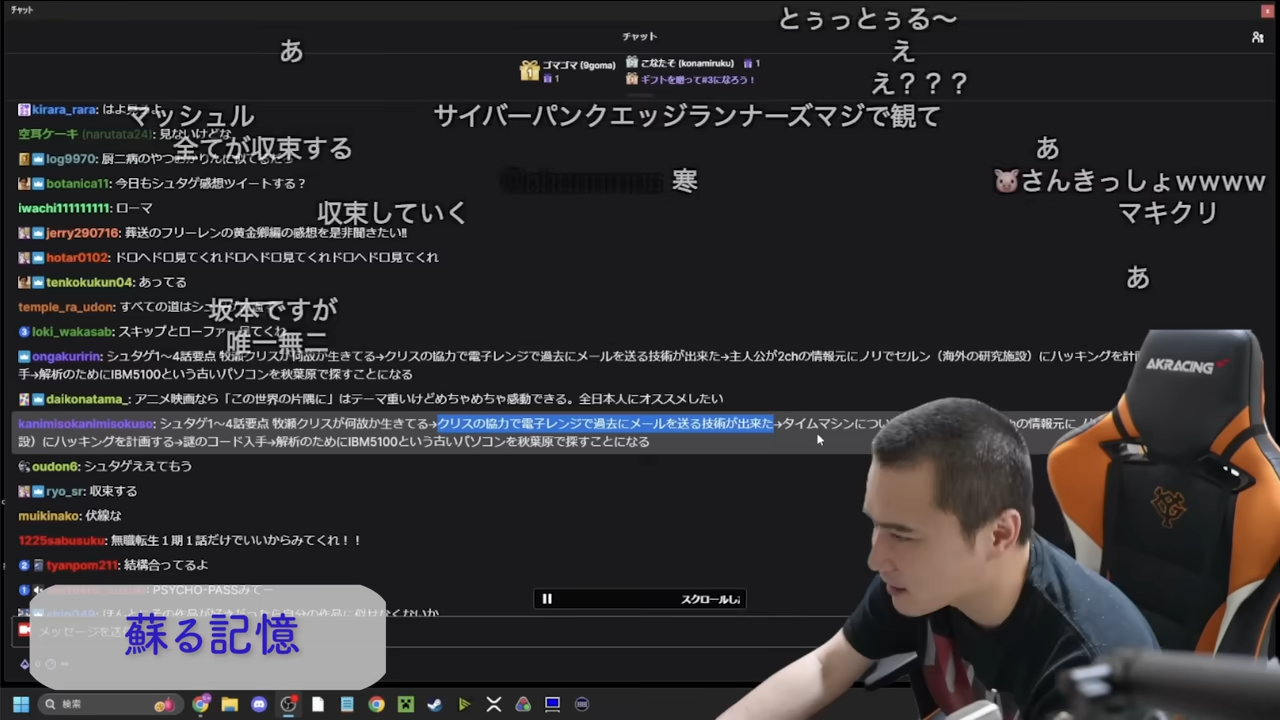 チャット
とぅっとぅる〜
チャット
あ
え
ゴマゴマ (9goma)
1
こなたそ (konamiruku) 1
ギフトを贈って#3になろう！
え？？？
kirara_rara: はよ
マッシュル
サイバーパンクエッジランナーズマジで観て
空耳ケーキ (narutata24): 見ないけどな
全てが収束する
あ
log9970: 厨二病のやつ
botanica11: 今日もシュタゲ感想ツイートする？
寒
さんきっしょwwww
iwachi111111111: ローマ
収束していく
マキクリ
jerry290716: 葬送のフリーレンの黄金卿編の感想を是非聞きたい!!
hotar0102: ドロヘドロ見てくれドロヘドロ見てくれドロヘドロ見てくれ
あ
tenkokukun04: あってる
temple_ra_udon: すべての道はシュ
坂本ですが
loki_wakasab: スキップとローファー見てくれ
唯一無二
ongakuririn: シュタゲ1〜4話要点 牧瀬クリスが何故か生きてる→クリスの協力で電子レンジで過去にメールを送る技術が出来た→主人公が2chの情報元にノリでセルン（海外の研究施設）にハッキングを計
手→解析のためにIBM5100という古いパソコンを秋葉原で探すことになる
daikonatama_: アニメ映画なら「この世界の片隅に」はテーマ重いけどめちゃめちゃ感動できる。全日本人にオススメしたい
kanimisokanimisokuso: シュタゲ1〜4話要点 牧瀬クリスが何故か生きてる→クリスの協力で電子レンジで過去にメールを送る技術が出来た→タイムマシンについ
hの情報元に
設）にハッキングを計画する→謎のコード入手→解析のためにIBM5100という古いパソコンを秋葉原で探すことになる
oudon6: シュタゲええてもう
ryo_sr: 収束する
muikinako: 伏線な
1225sabusuku: 無職転生１期１話だけでいいからみてくれ！！
tyanpom211: 結構合ってるよ
PSYCHO-PASSみてー
スクロールし
メッセージを
蘇る記憶
検索
AKRACING